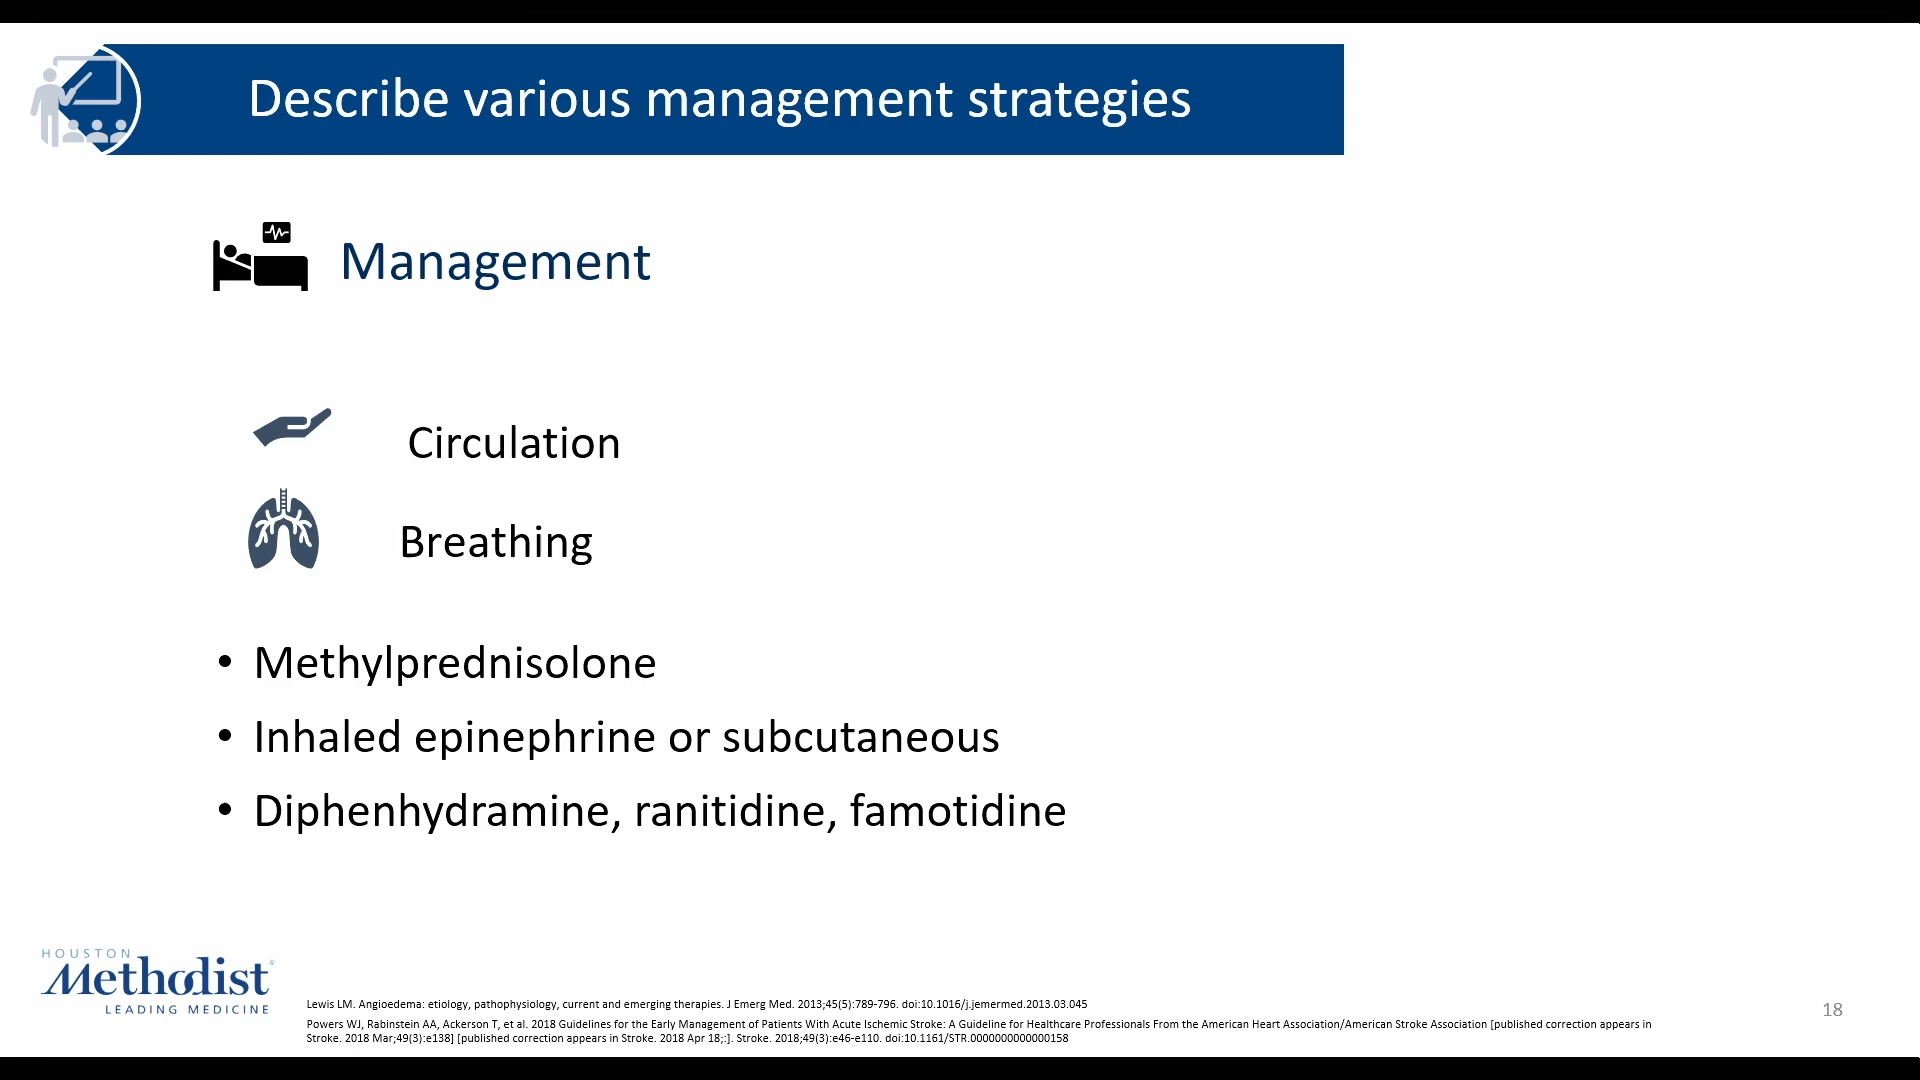 Describe various management strategies
Management
Circulation
Breathing
• Methylprednisolone
• Inhaled epinephrine or subcutaneous
• Diphenhydramine, ranitidine, famotidine
HOUSTON
Methodist®
LEADING MEDICINE
Lewis LM. Angioedema: etiology, pathophysiology, current and emerging therapies. J Emerg Med. 2013;45(5):789-796. doi:10.1016/j.jemermed.2013.03.045
Powers WJ, Rabinstein AA, Ackerson T, et al. 2018 Guidelines for the Early Management of Patients With Acute Ischemic Stroke: A Guideline for Healthcare Professionals From the American Heart Association/American Stroke Association [published correction appears in
Stroke. 2018 Mar;49(3):e138] [published correction appears in Stroke. 2018 Apr 18;:]. Stroke. 2018;49(3):e46-e110. doi:10.1161/STR.0000000000000158
18